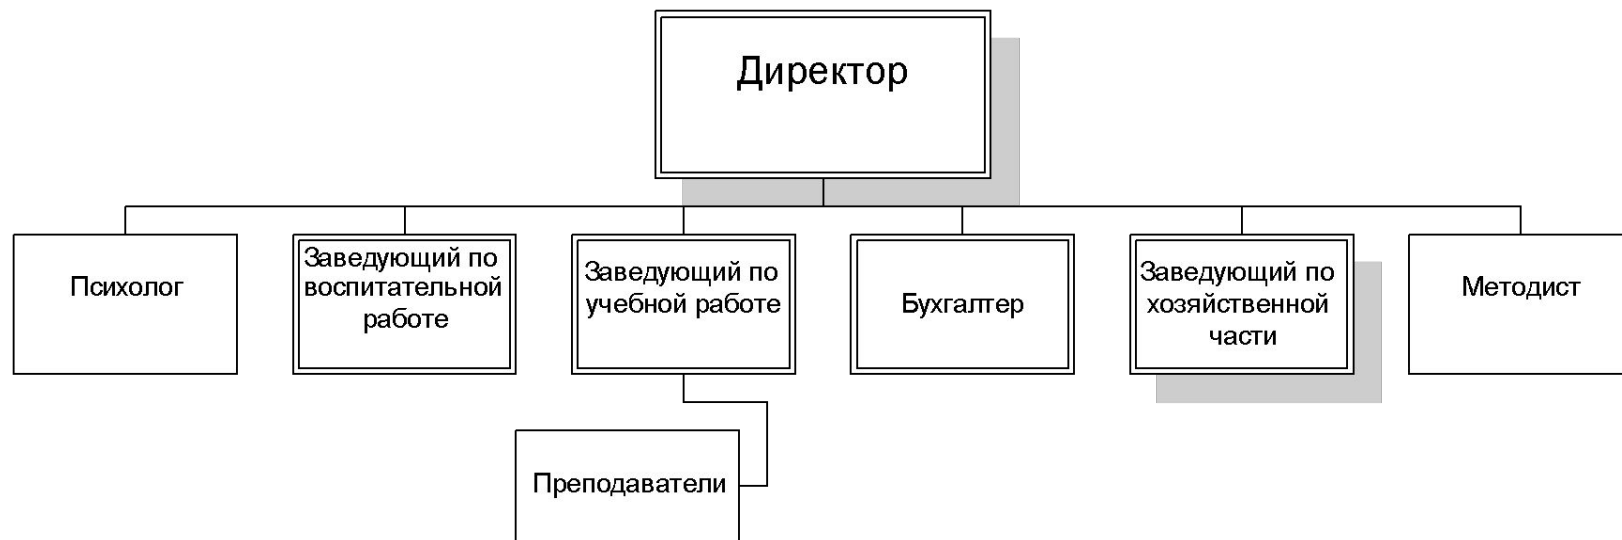 Директор
Психолог
Заведующий по
воспитательной
работе
Заведующий по
учебной работе
Бухгалтер
Заведующий по
хозяйственной
части
Методист
Преподаватели